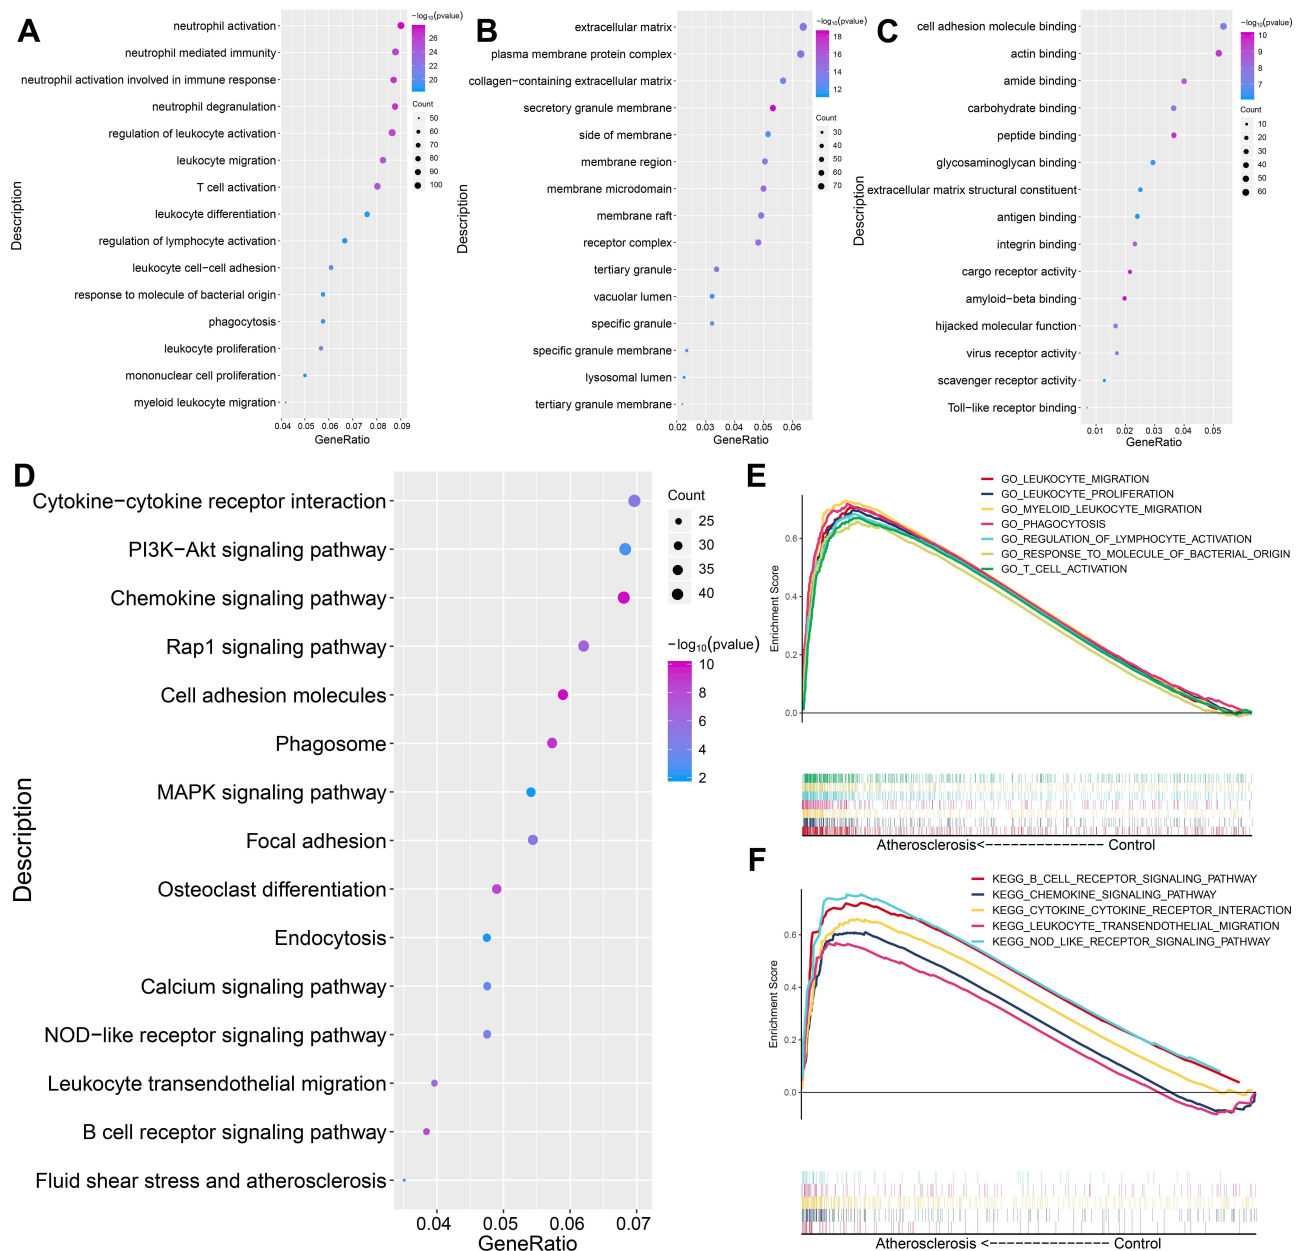 A
neutrophil activation
neutrophil mediated immunity
neutrophil activation involved in immune response
neutrophil degranulation
regulation of leukocyte activation
leukocyte migration
T cell activation
leukocyte differentiation
regulation of lymphocyte activation
leukocyte cell−cell adhesion
response to molecule of bacterial origin
phagocytosis
leukocyte proliferation
mononuclear cell proliferation
myeloid leukocyte migration
Description
0.04 0.05 0.06 0.07 0.08 0.09
GeneRatio
−log10(pvalue)
26
24
22
20
Count
50
60
70
80
90
100
B
extracellular matrix
plasma membrane protein complex
collagen−containing extracellular matrix
secretory granule membrane
side of membrane
membrane region
membrane microdomain
membrane raft
receptor complex
tertiary granule
vacuolar lumen
specific granule
specific granule membrane
lysosomal lumen
tertiary granule membrane
Description
0.02 0.03 0.04 0.05 0.06
GeneRatio
−log10(pvalue)
18
16
14
12
Count
30
40
50
60
70
C
cell adhesion molecule binding
actin binding
amide binding
carbohydrate binding
peptide binding
glycosaminoglycan binding
extracellular matrix structural constituent
antigen binding
integrin binding
cargo receptor activity
amyloid−beta binding
hijacked molecular function
virus receptor activity
scavenger receptor activity
Toll−like receptor binding
Description
0.01 0.02 0.03 0.04 0.05
GeneRatio
−log10(pvalue)
10
9
8
7
Count
10
20
30
40
50
60
D
Cytokine−cytokine receptor interaction
PI3K−Akt signaling pathway
Chemokine signaling pathway
Rap1 signaling pathway
Cell adhesion molecules
Phagosome
MAPK signaling pathway
Focal adhesion
Osteoclast differentiation
Endocytosis
Calcium signaling pathway
NOD−like receptor signaling pathway
Leukocyte transendothelial migration
B cell receptor signaling pathway
Fluid shear stress and atherosclerosis
Description
0.04 0.05 0.06 0.07
GeneRatio
Count
25
30
35
40
−log10(pvalue)
10
8
6
4
2
E
GO_LEUKOCYTE_MIGRATION
GO_LEUKOCYTE_PROLIFERATION
GO_MYELOID_LEUKOCYTE_MIGRATION
GO_PHAGOCYTOSIS
GO_REGULATION_OF_LYMPHOCYTE_ACTIVATION
GO_RESPONSE_TO_MOLECULE_OF_BACTERIAL_ORIGIN
GO_T_CELL_ACTIVATION
Enrichment Score
0.6
0.4
0.2
0.0
Atherosclerosis<−−−−−−−−−−−−−− Control
F
KEGG_B_CELL_RECEPTOR_SIGNALING_PATHWAY
KEGG_CHEMOKINE_SIGNALING_PATHWAY
KEGG_CYTOKINE_CYTOKINE_RECEPTOR_INTERACTION
KEGG_LEUKOCYTE_TRANSENDOTHELIAL_MIGRATION
KEGG_NOD_LIKE_RECEPTOR_SIGNALING_PATHWAY
Enrichment Score
0.6
0.4
0.2
0.0
Atherosclerosis <−−−−−−−−−−−−−− Control